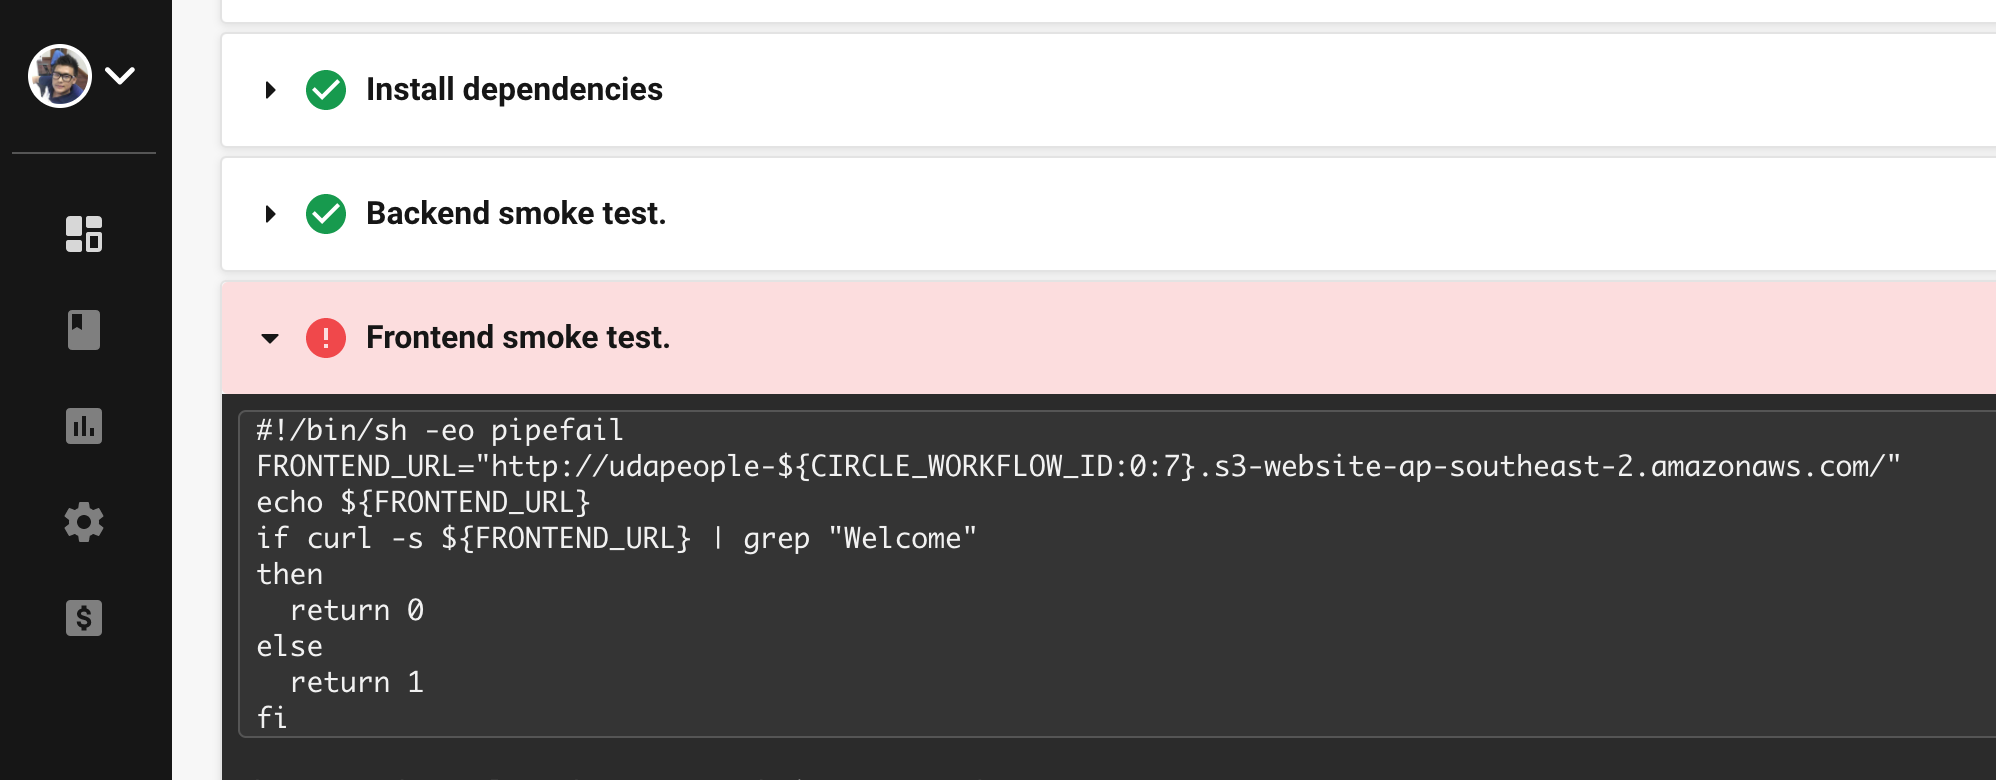 Install dependencies
Backend smoke test.
Frontend smoke test.
#!/bin/sh -eo pipefail
FRONTEND_URL="http://udapeople-${CIRCLE_WORKFLOW_ID:0:7}.s3-website-ap-southeast-2.amazonaws.com/"
echo ${FRONTEND_URL}
if curl -s ${FRONTEND_URL} | grep "Welcome"
then
  return 0
else
  return 1
fi